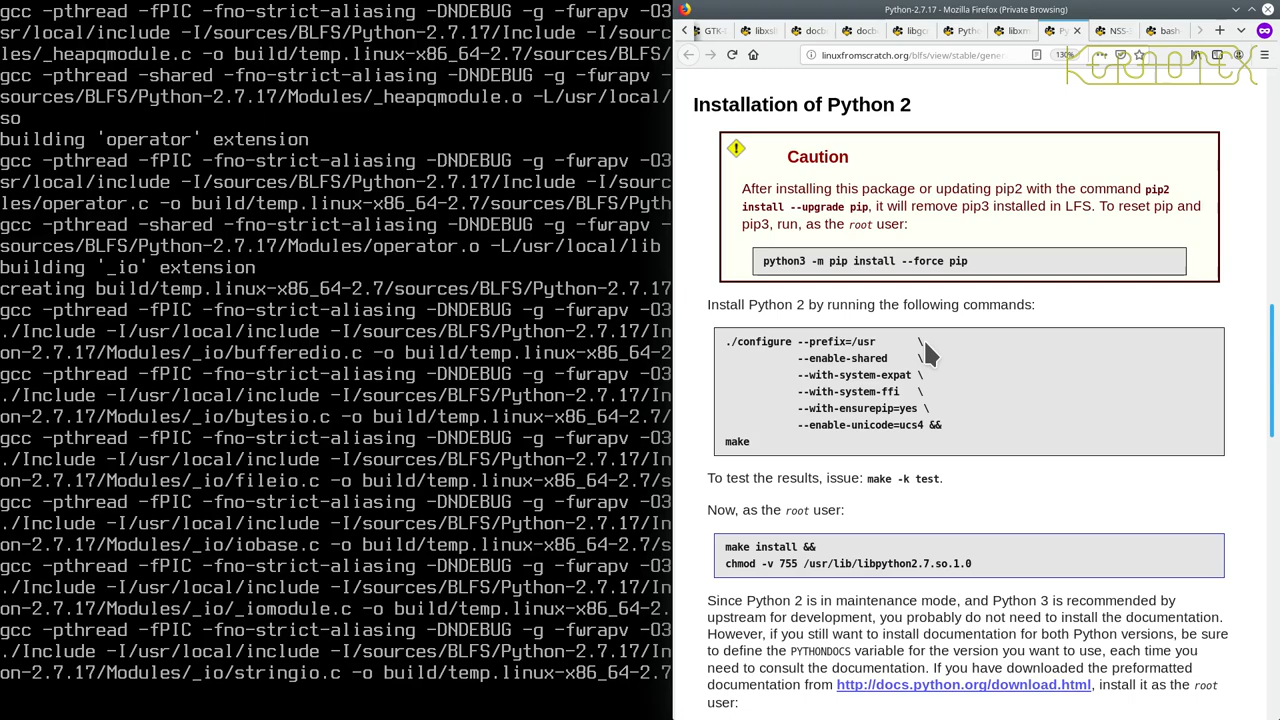 gcc -pthread -fPIC -fno-strict-aliasing -DNDEBUG -g -fwrapv -O3
sr/local/include -I/usr/include -I/sources/BLFS/Python-2.7.17/I
les/_heapqmodule.c -o build/temp.linux-x86_64-2.7/sources/BLFS/
gcc -pthread -shared -fno-strict-aliasing -DNDEBUG -g -fwrapv -
sources/BLFS/Python-2.7.17/Modules/_heapqmodule.o -L/usr/local/
so
building 'operator' extension
gcc -pthread -fPIC -fno-strict-aliasing -DNDEBUG -g -fwrapv -O3
sr/local/include -I/sources/BLFS/Python-2.7.17/Include -I/sourc
les/operator.c -o build/temp.linux-x86_64-2.7/sources/BLFS/Pyth
gcc -pthread -shared -fno-strict-aliasing -DNDEBUG -g -fwrapv -
sources/BLFS/Python-2.7.17/Modules/operator.o -L/usr/local/lib
building '_io' extension
creating build/temp.linux-x86_64-2.7/sources/BLFS/Python-2.7.17
./Include -I/usr/local/include -I/sources/BLFS/Python-2.7.17/In
on-2.7.17/Modules/_io/bufferedio.c -o build/temp.linux-x86_64-2
gcc -pthread -fPIC -fno-strict-aliasing -DNDEBUG -g -fwrapv -O3
./Include -I/usr/local/include -I/sources/BLFS/Python-2.7.17/In
on-2.7.17/Modules/_io/bytesio.c -o build/temp.linux-x86_64-2.7/
gcc -pthread -fPIC -fno-strict-aliasing -DNDEBUG -g -fwrapv -O3
./Include -I/usr/local/include -I/sources/BLFS/Python-2.7.17/In
on-2.7.17/Modules/_io/fileio.c -o build/temp.linux-x86_64-2.7/s
gcc -pthread -fPIC -fno-strict-aliasing -DNDEBUG -g -fwrapv -O3
./Include -I/usr/local/include -I/sources/BLFS/Python-2.7.17/In
on-2.7.17/Modules/_io/iobase.c -o build/temp.linux-x86_64-2.7/s
gcc -pthread -fPIC -fno-strict-aliasing -DNDEBUG -g -fwrapv -O3
./Include -I/usr/local/include -I/sources/BLFS/Python-2.7.17/In
on-2.7.17/Modules/_io/_iomodule.c -o build/temp.linux-x86_64-2.
gcc -pthread -fPIC -fno-strict-aliasing -DNDEBUG -g -fwrapv -O3
./Include -I/usr/local/include -I/sources/BLFS/Python-2.7.17/In
on-2.7.17/Modules/_io/stringio.c -o build/temp.linux-x86_64-2.7
Python-2.7.17 - Mozilla Firefox (Private Browsing)
GTK- libxsl docb docb libgc Pytho libxm Py NSS- bash-
linuxfromscratch.org/blfs/view/stable/gener 130%
Installation of Python 2
Caution
After installing this package or updating pip2 with the command pip2
install --upgrade pip, it will remove pip3 installed in LFS. To reset pip and
pip3, run, as the root user:
python3 -m pip install --force pip
Install Python 2 by running the following commands:
./configure --prefix=/usr \
--enable-shared \
--with-system-expat \
--with-system-ffi \
--with-ensurepip=yes \
--enable-unicode=ucs4 &&
make
To test the results, issue: make -k test.
Now, as the root user:
make install &&
chmod -v 755 /usr/lib/libpython2.7.so.1.0
Since Python 2 is in maintenance mode, and Python 3 is recommended by
upstream for development, you probably do not need to install the documentation.
However, if you still want to install documentation for both Python versions, be sure
to define the PYTHONDOCS variable for the version you want to use, each time you
need to consult the documentation. If you have downloaded the preformatted
documentation from http://docs.python.org/download.html, install it as the root
user: